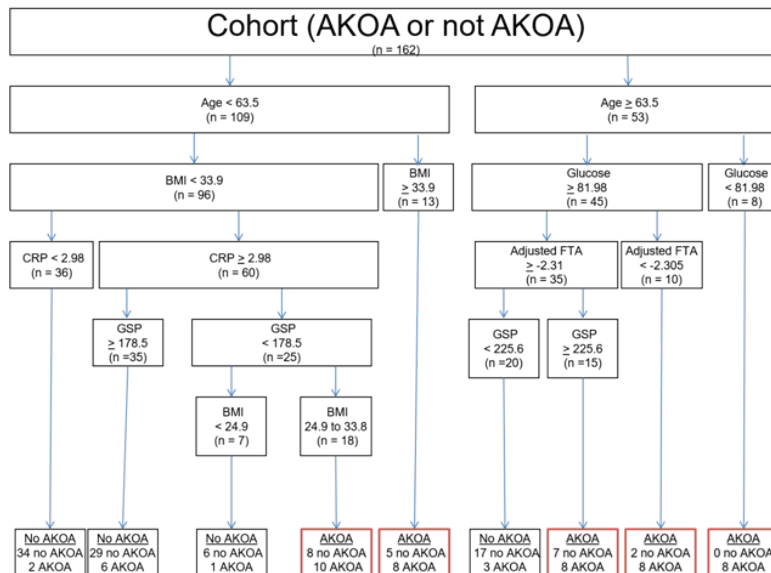 Cohort (AKOA or not AKOA)
(n = 162)
Age < 63.5
(n = 109)
Age ≥ 63.5
(n = 53)
BMI < 33.9
(n = 96)
BMI
≥ 33.9
(n = 13)
Glucose
≥ 81.98
(n = 45)
Glucose
< 81.98
(n = 8)
CRP < 2.98
(n = 36)
CRP ≥ 2.98
(n = 60)
Adjusted FTA
≥ -2.31
(n = 35)
Adjusted FTA
< -2.305
(n = 10)
GSP
≥ 178.5
(n =35)
GSP
< 178.5
(n =25)
GSP
< 225.6
(n =20)
GSP
≥ 225.6
(n =15)
BMI
< 24.9
(n = 7)
BMI
24.9 to 33.8
(n = 18)
No AKOA
34 no AKOA
2 AKOA
No AKOA
29 no AKOA
6 AKOA
No AKOA
6 no AKOA
1 AKOA
AKOA
8 no AKOA
10 AKOA
AKOA
5 no AKOA
8 AKOA
No AKOA
17 no AKOA
3 AKOA
AKOA
7 no AKOA
8 AKOA
AKOA
2 no AKOA
8 AKOA
AKOA
0 no AKOA
8 AKOA